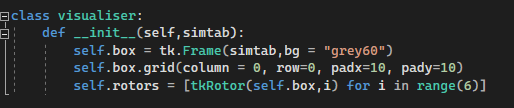 class visualiser:
    def __init__(self,simtab):
        self.box = tk.Frame(simtab,bg = "grey60")
        self.box.grid(column = 0, row=0, padx=10, pady=10)
        self.rotors = [tkRotor(self.box,i) for i in range(6)]